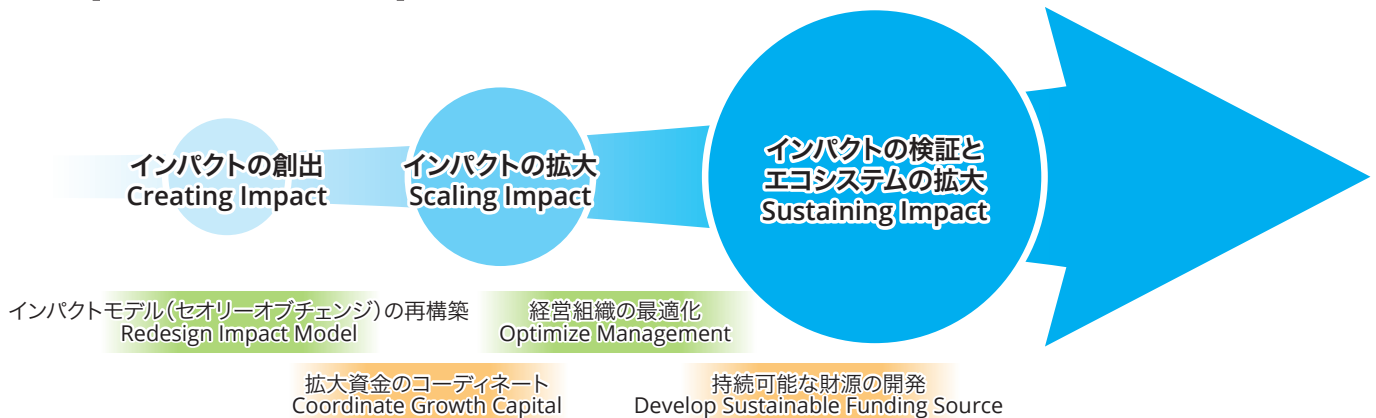 インパクトの創出
Creating Impact
インパクトの拡大
Scaling Impact
インパクトの検証と
エコシステムの拡大
Sustaining Impact
インパクトモデル（セオリーオブチェンジ）の再構築
Redesign Impact Model
経営組織の最適化
Optimize Management
拡大資金のコーディネート
Coordinate Growth Capital
持続可能な財源の開発
Develop Sustainable Funding Source